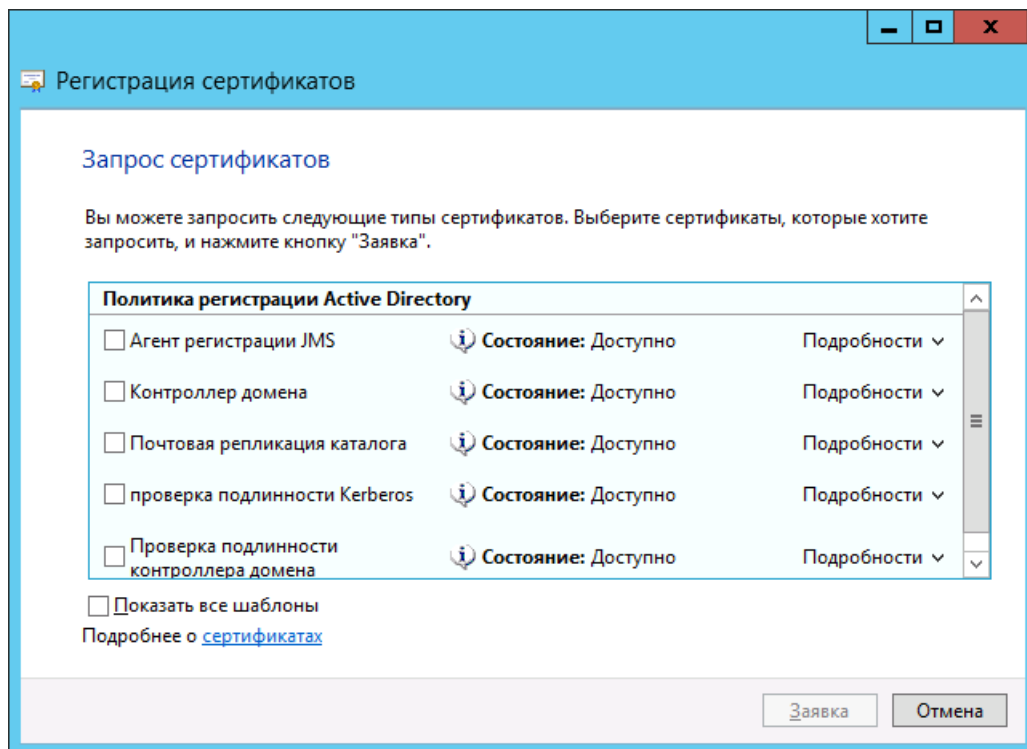 Регистрация сертификатов
Запрос сертификатов
Вы можете запросить следующие типы сертификатов. Выберите сертификаты, которые хотите
запросить, и нажмите кнопку "Заявка".
Политика регистрации Active Directory
Агент регистрации JMS Состояние: Доступно Подробности
Контроллер домена Состояние: Доступно Подробности
Почтовая репликация каталога Состояние: Доступно Подробности
проверка подлинности Kerberos Состояние: Доступно Подробности
Проверка подлинности
контроллера домена Состояние: Доступно Подробности
Показать все шаблоны
Подробнее о сертификатах
Заявка Отмена